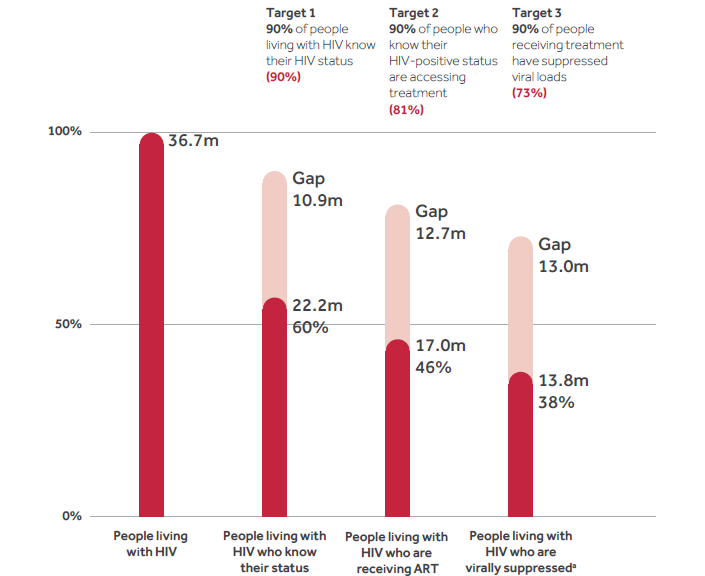 Target 1
90% of people
living with HIV know
their HIV status
(90%)
Target 2
90% of people who
know their
HIV-positive status
are accessing
treatment
(81%)
Target 3
90% of people
receiving treatment
have suppressed
viral loads
(73%)
100%
36.7m
Gap
10.9m
Gap
12.7m
Gap
13.0m
22.2m
60%
50%
17.0m
46%
13.8m
38%
0%
People living
with HIV
People living with
HIV who know
their status
People living with
HIV who are
receiving ART
People living with
HIV who are
virally suppressedª